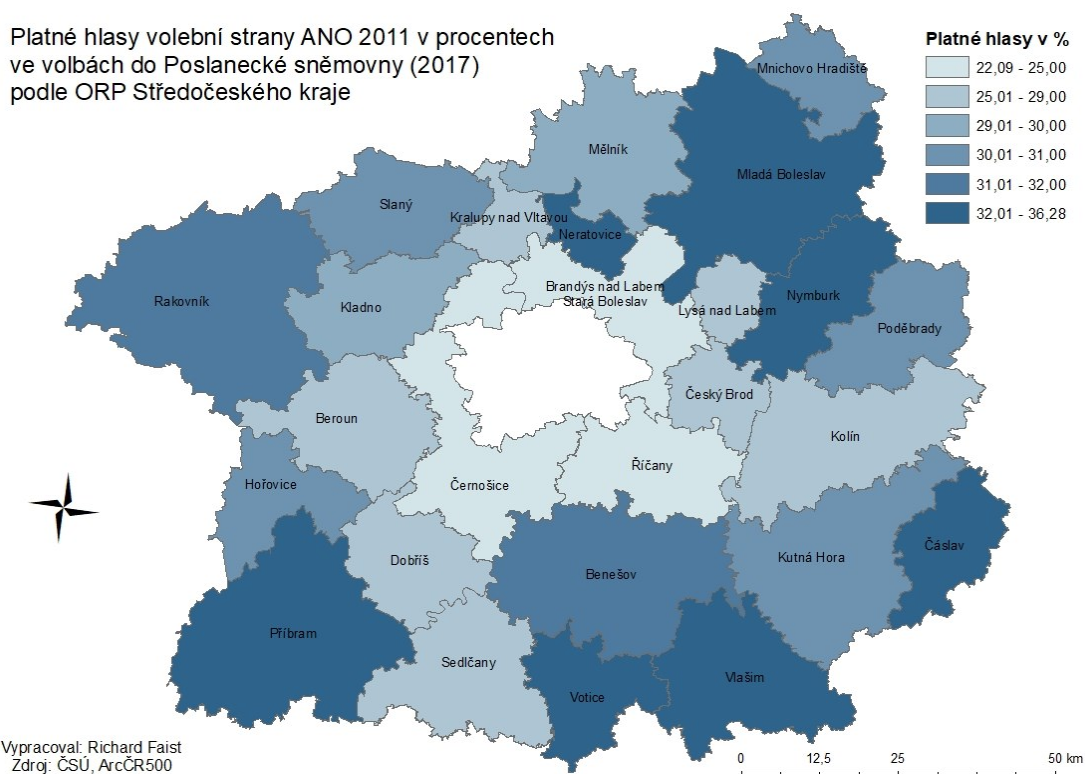 Platné hlasy volební strany ANO 2011 v procentech
ve volbách do Poslanecké sněmovny (2017)
podle ORP Středočeského kraje
Platné hlasy v %
22,09 - 25,00
25,01 - 29,00
29,01 - 30,00
30,01 - 31,00
31,01 - 32,00
32,01 - 36,28
Mnichovo Hradiště
Mělník
Mladá Boleslav
Slaný
Kralupy nad Vltavou
Neratovice
Brandýs nad Labem
Stará Boleslav
Nymburk
Rakovník
Kladno
Lysá nad Labem
Poděbrady
Český Brod
Beroun
Kolín
Říčany
Hořovice
Černošice
Čáslav
Kutná Hora
Dobříš
Benešov
Příbram
Sedlčany
Vlašim
Votice
Vypracoval: Richard Faist
Zdroj: ČSÚ, ArcČR500
0 12,5 25 50 km